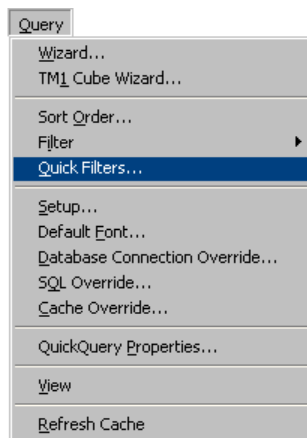 Query
Wizard...
TM1 Cube Wizard...
Sort Order...
Filter
Quick Filters...
Setup...
Default Font...
Database Connection Override...
SQL Override...
Cache Override...
QuickQuery Properties...
View
Refresh Cache